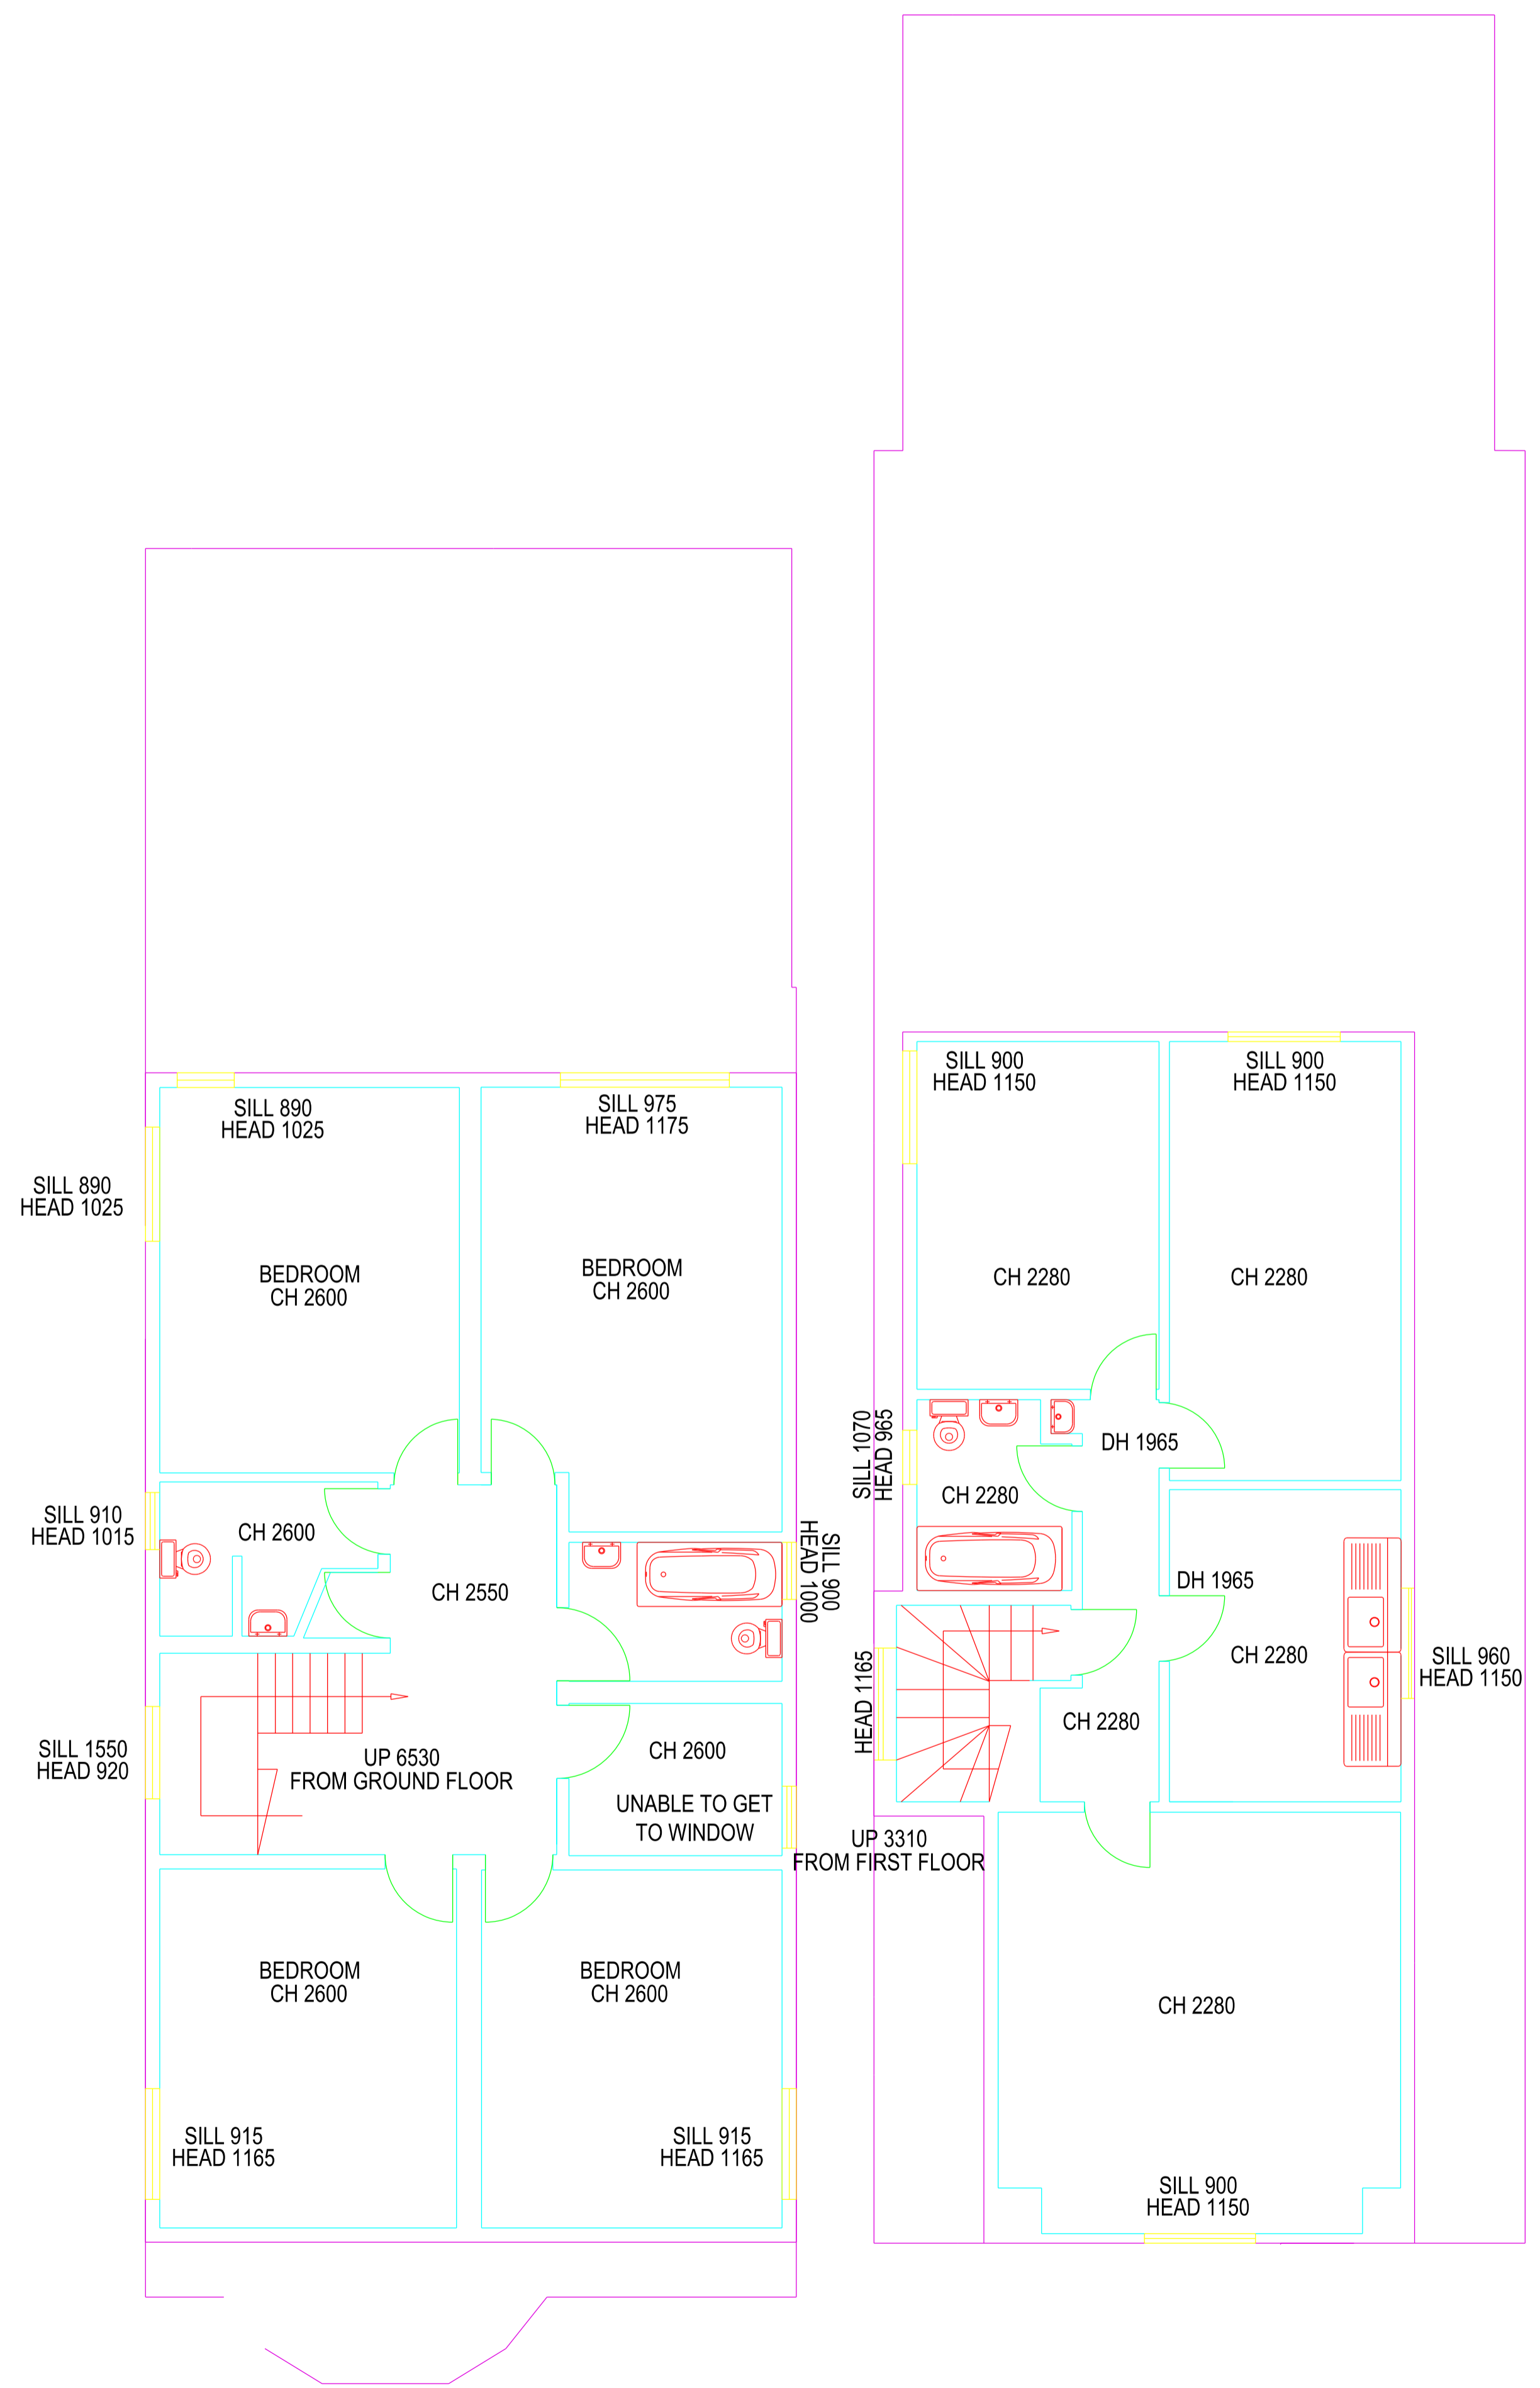 SILL 890
HEAD 1025
SILL 975
HEAD 1175
SILL 890
HEAD 1025
BEDROOM
CH 2600
BEDROOM
CH 2600
SILL 910
HEAD 1015
CH 2600
CH 2550
SILL 900
HEAD 1000
SILL 1550
HEAD 920
UP 6530
FROM GROUND FLOOR
CH 2600
UNABLE TO GET
TO WINDOW
BEDROOM
CH 2600
BEDROOM
CH 2600
SILL 915
HEAD 1165
SILL 915
HEAD 1165
SILL 900
HEAD 1150
SILL 900
HEAD 1150
CH 2280
CH 2280
SILL 1070
HEAD 965
DH 1965
CH 2280
DH 1965
HEAD 1165
CH 2280
SILL 960
HEAD 1150
CH 2280
UP 3310
FROM FIRST FLOOR
CH 2280
SILL 900
HEAD 1150